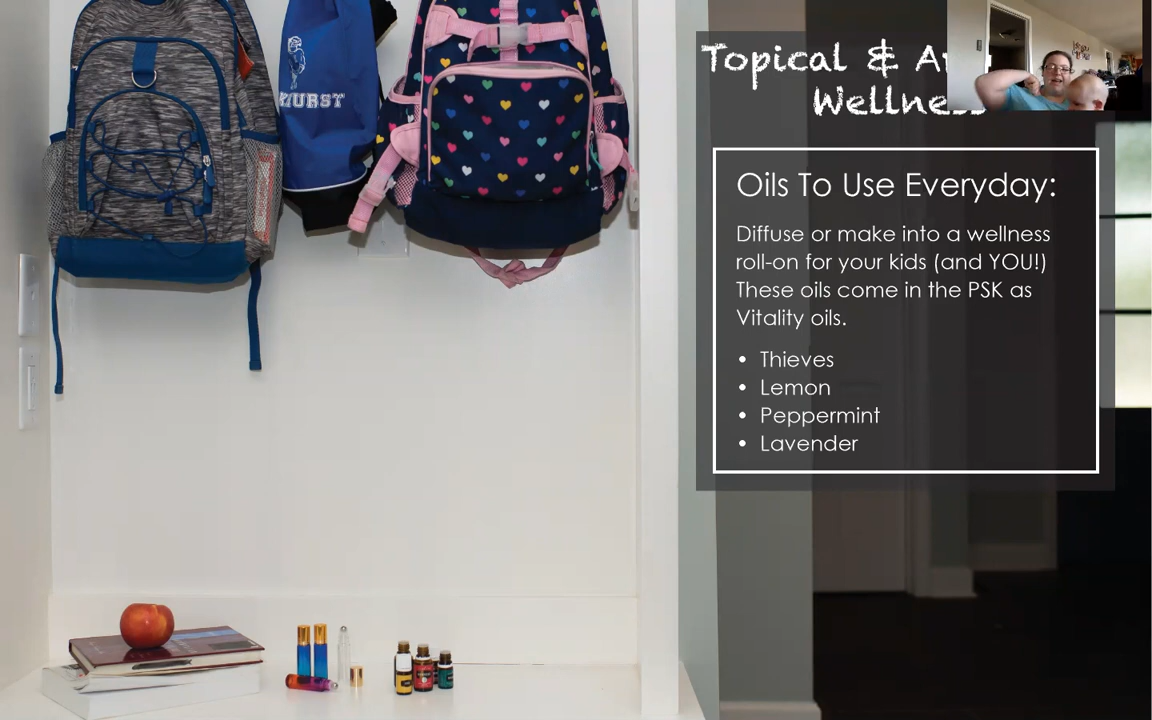 Topical &
Wellness
Oils To Use Everyday:
Diffuse or make into a wellness
roll-on for your kids (and YOU!)
These oils come in the PSK as
Vitality oils.
• Thieves
• Lemon
• Peppermint
• Lavender